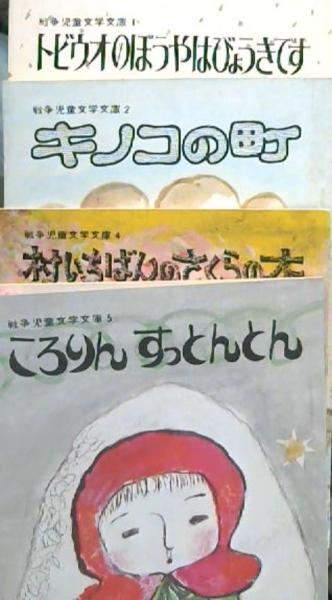 戦争児童文学文庫1
トビウオのぼうやはびょうきです
戦争児童文学文庫2
キノコの町
戦争児童文学文庫4
村いちばんのさくらの木
戦争児童文学文庫5
ころりん すっとんとん